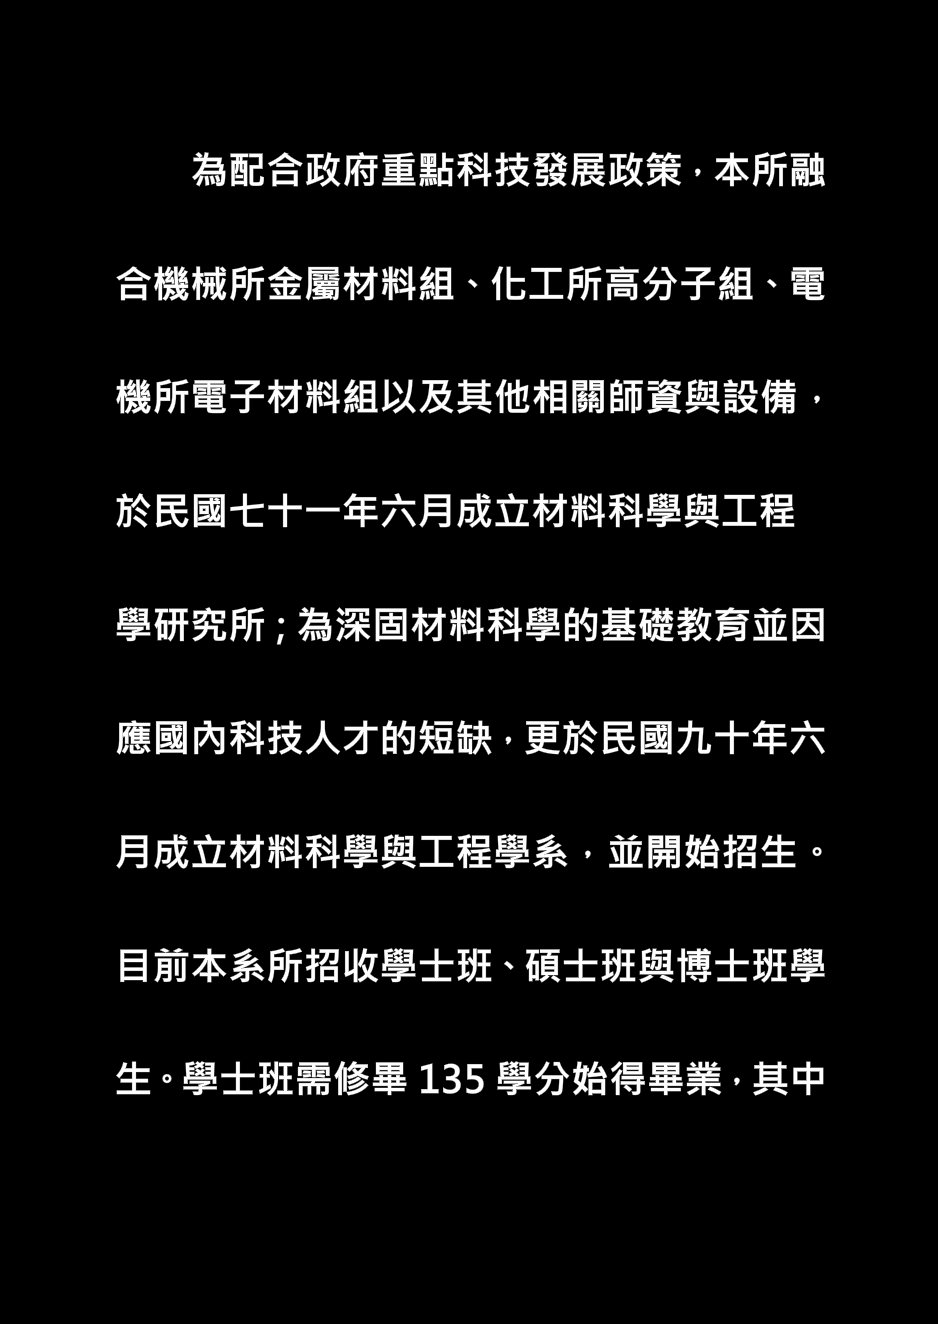 為配合政府重點科技發展政策，本所融
合機械所金屬材料組、化工所高分子組、電
機所電子材料組以及其他相關師資與設備，
於民國七十一年六月成立材料科學與工程
學研究所；為深固材料科學的基礎教育並因
應國內科技人才的短缺，更於民國九十年六
月成立材料科學與工程學系，並開始招生。
目前本系所招收學士班、碩士班與博士班學
生。學士班需修畢 135 學分始得畢業，其中